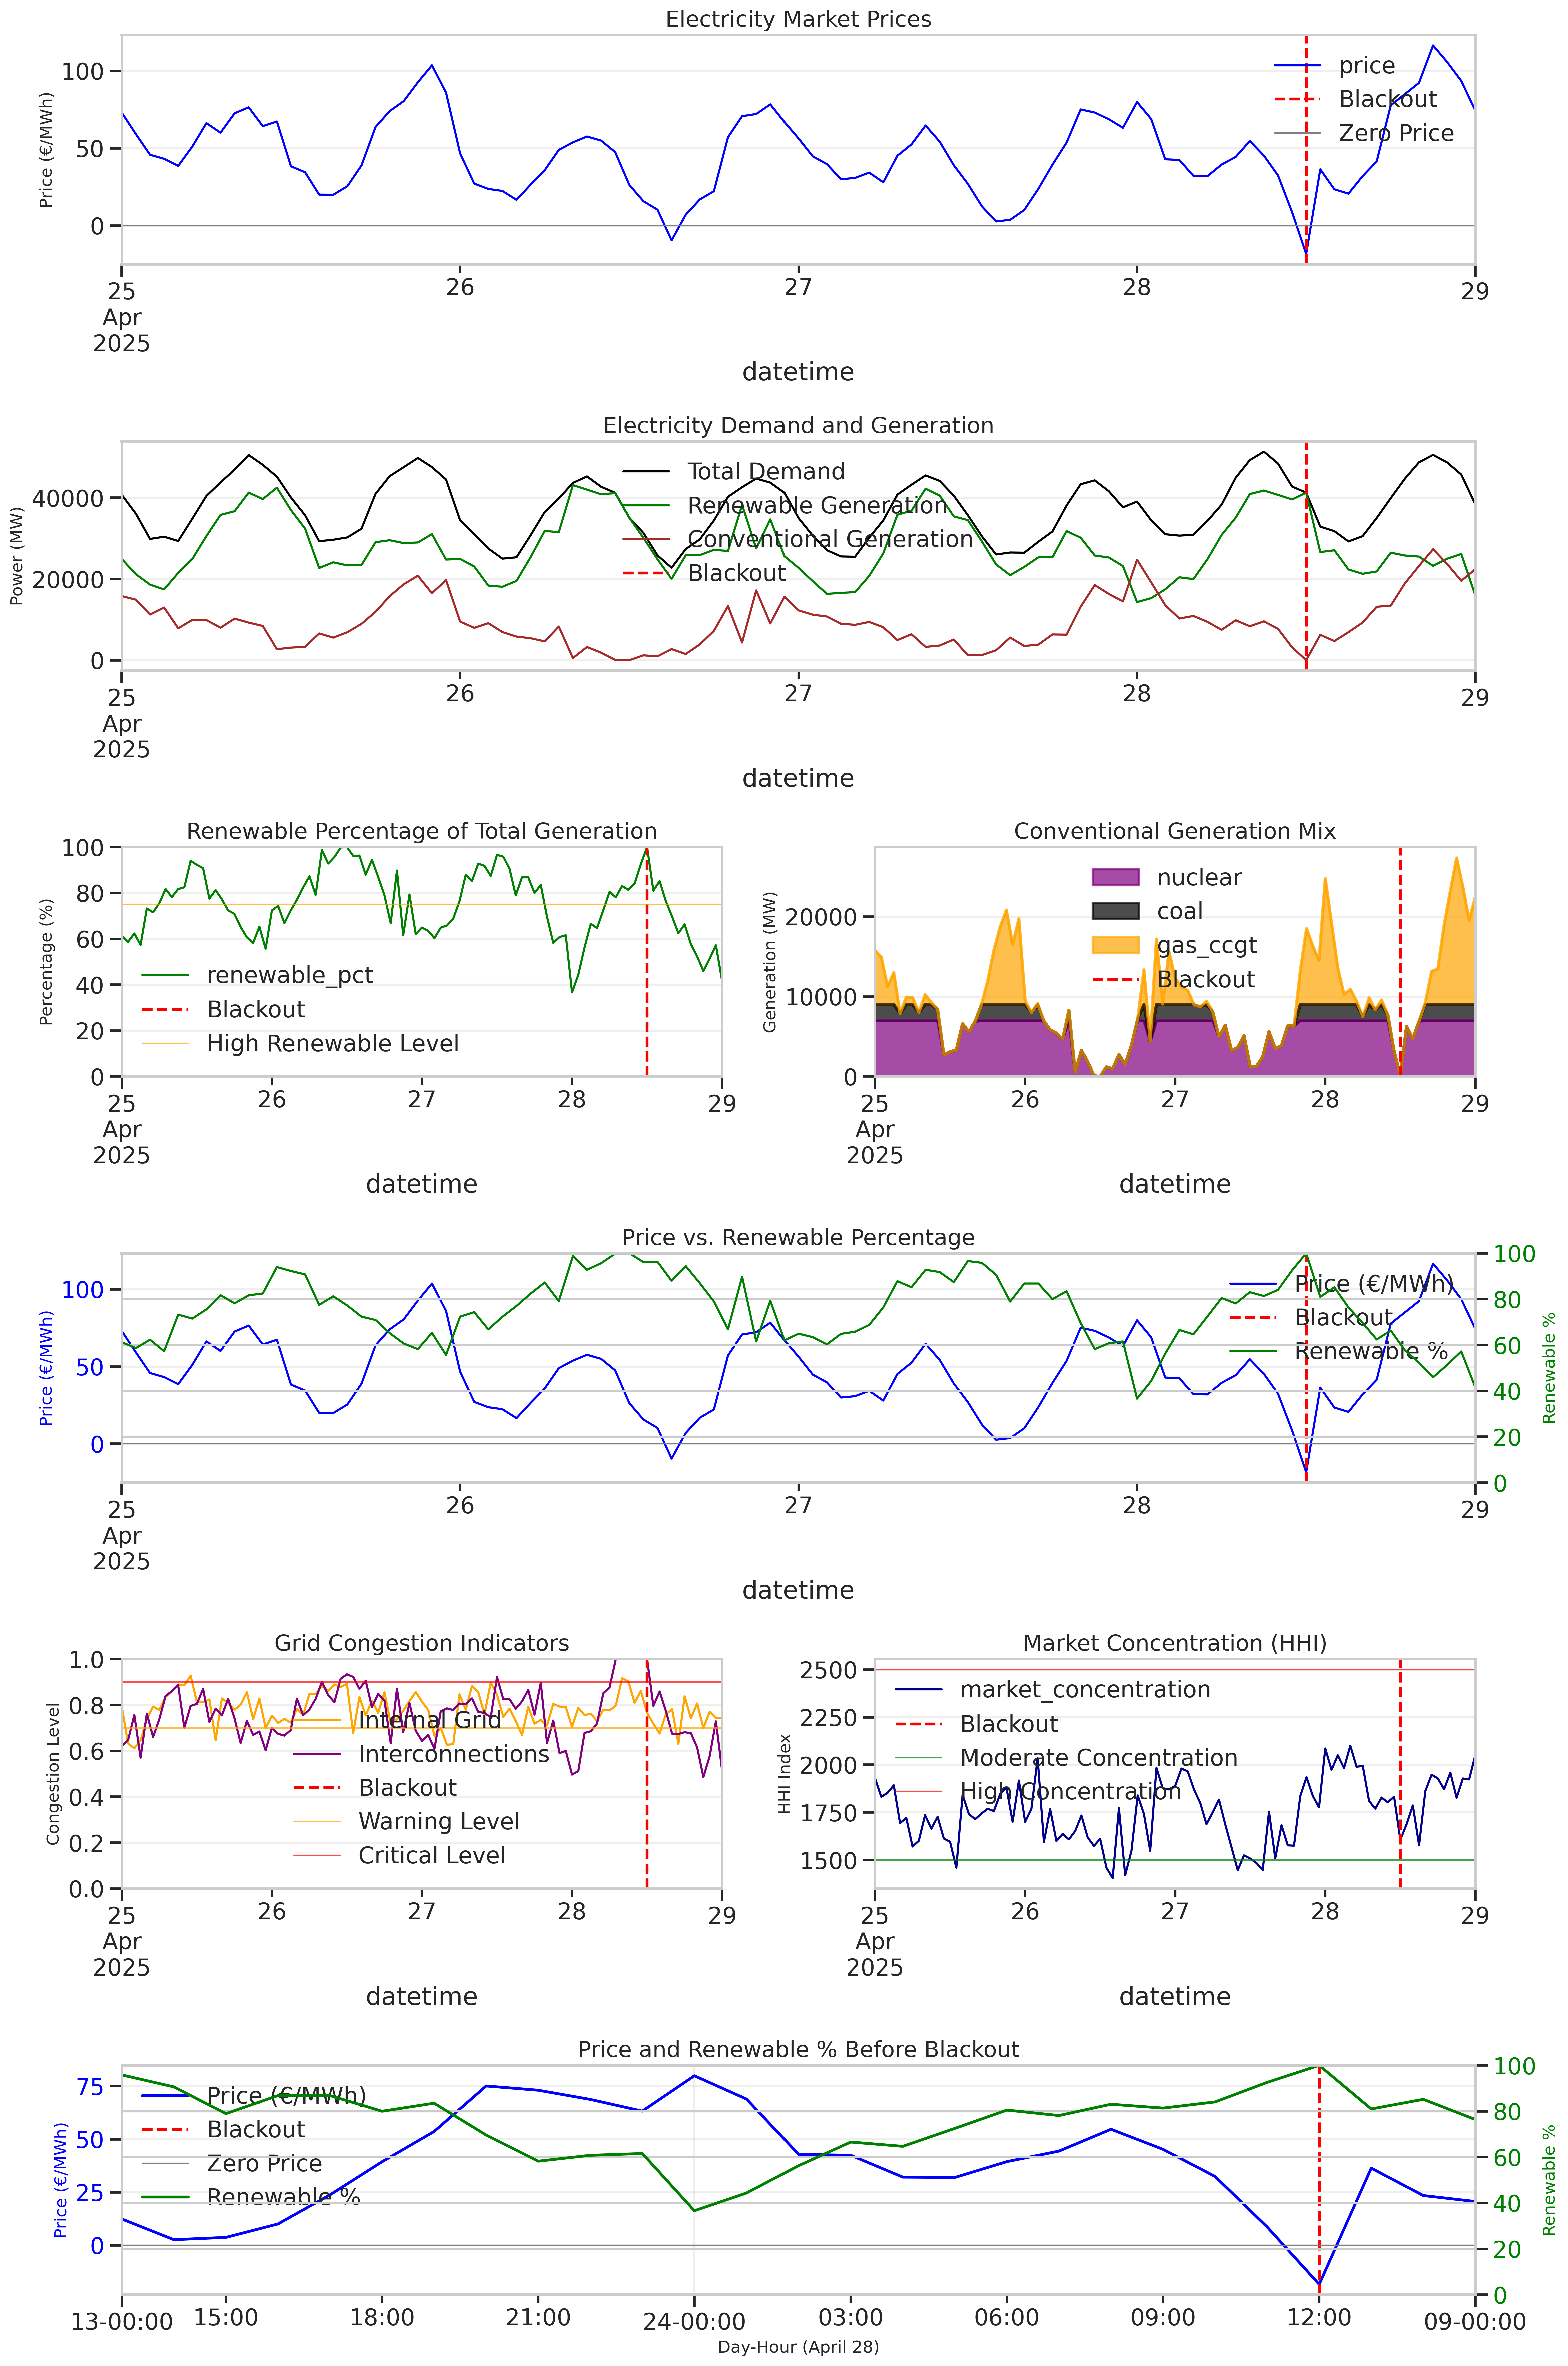 Electricity Market Prices
Price (€/MWh)
100
50
0
price
Blackout
Zero Price
25
Apr
2025
26
27
28
29
datetime
Electricity Demand and Generation
Power (MW)
40000
20000
0
Total Demand
Renewable Generation
Conventional Generation
Blackout
25
Apr
2025
26
27
28
29
datetime
Renewable Percentage of Total Generation
Percentage (%)
100
80
60
40
20
0
renewable_pct
Blackout
High Renewable Level
25
Apr
2025
26
27
28
29
datetime
Conventional Generation Mix
Generation (MW)
20000
10000
0
nuclear
coal
gas_ccgt
Blackout
25
Apr
2025
26
27
28
29
datetime
Price vs. Renewable Percentage
Price (€/MWh)
100
50
0
Price (€/MWh)
Blackout
Renewable %
100
80
60
40
20
0
Renewable %
25
Apr
2025
26
27
28
29
datetime
Grid Congestion Indicators
Congestion Level
1.0
0.8
0.6
0.4
0.2
0.0
Internal Grid
Interconnections
Blackout
Warning Level
Critical Level
25
Apr
2025
26
27
28
29
datetime
Market Concentration (HHI)
HHI Index
2500
2250
2000
1750
1500
market_concentration
Blackout
Moderate Concentration
High Concentration
25
Apr
2025
26
27
28
29
datetime
Price and Renewable % Before Blackout
Price (€/MWh)
75
50
25
0
Price (€/MWh)
Blackout
Zero Price
Renewable %
100
80
60
40
20
0
Renewable %
13-00:00
15:00
18:00
21:00
24-00:00
03:00
06:00
09:00
12:00
09-00:00
Day-Hour (April 28)